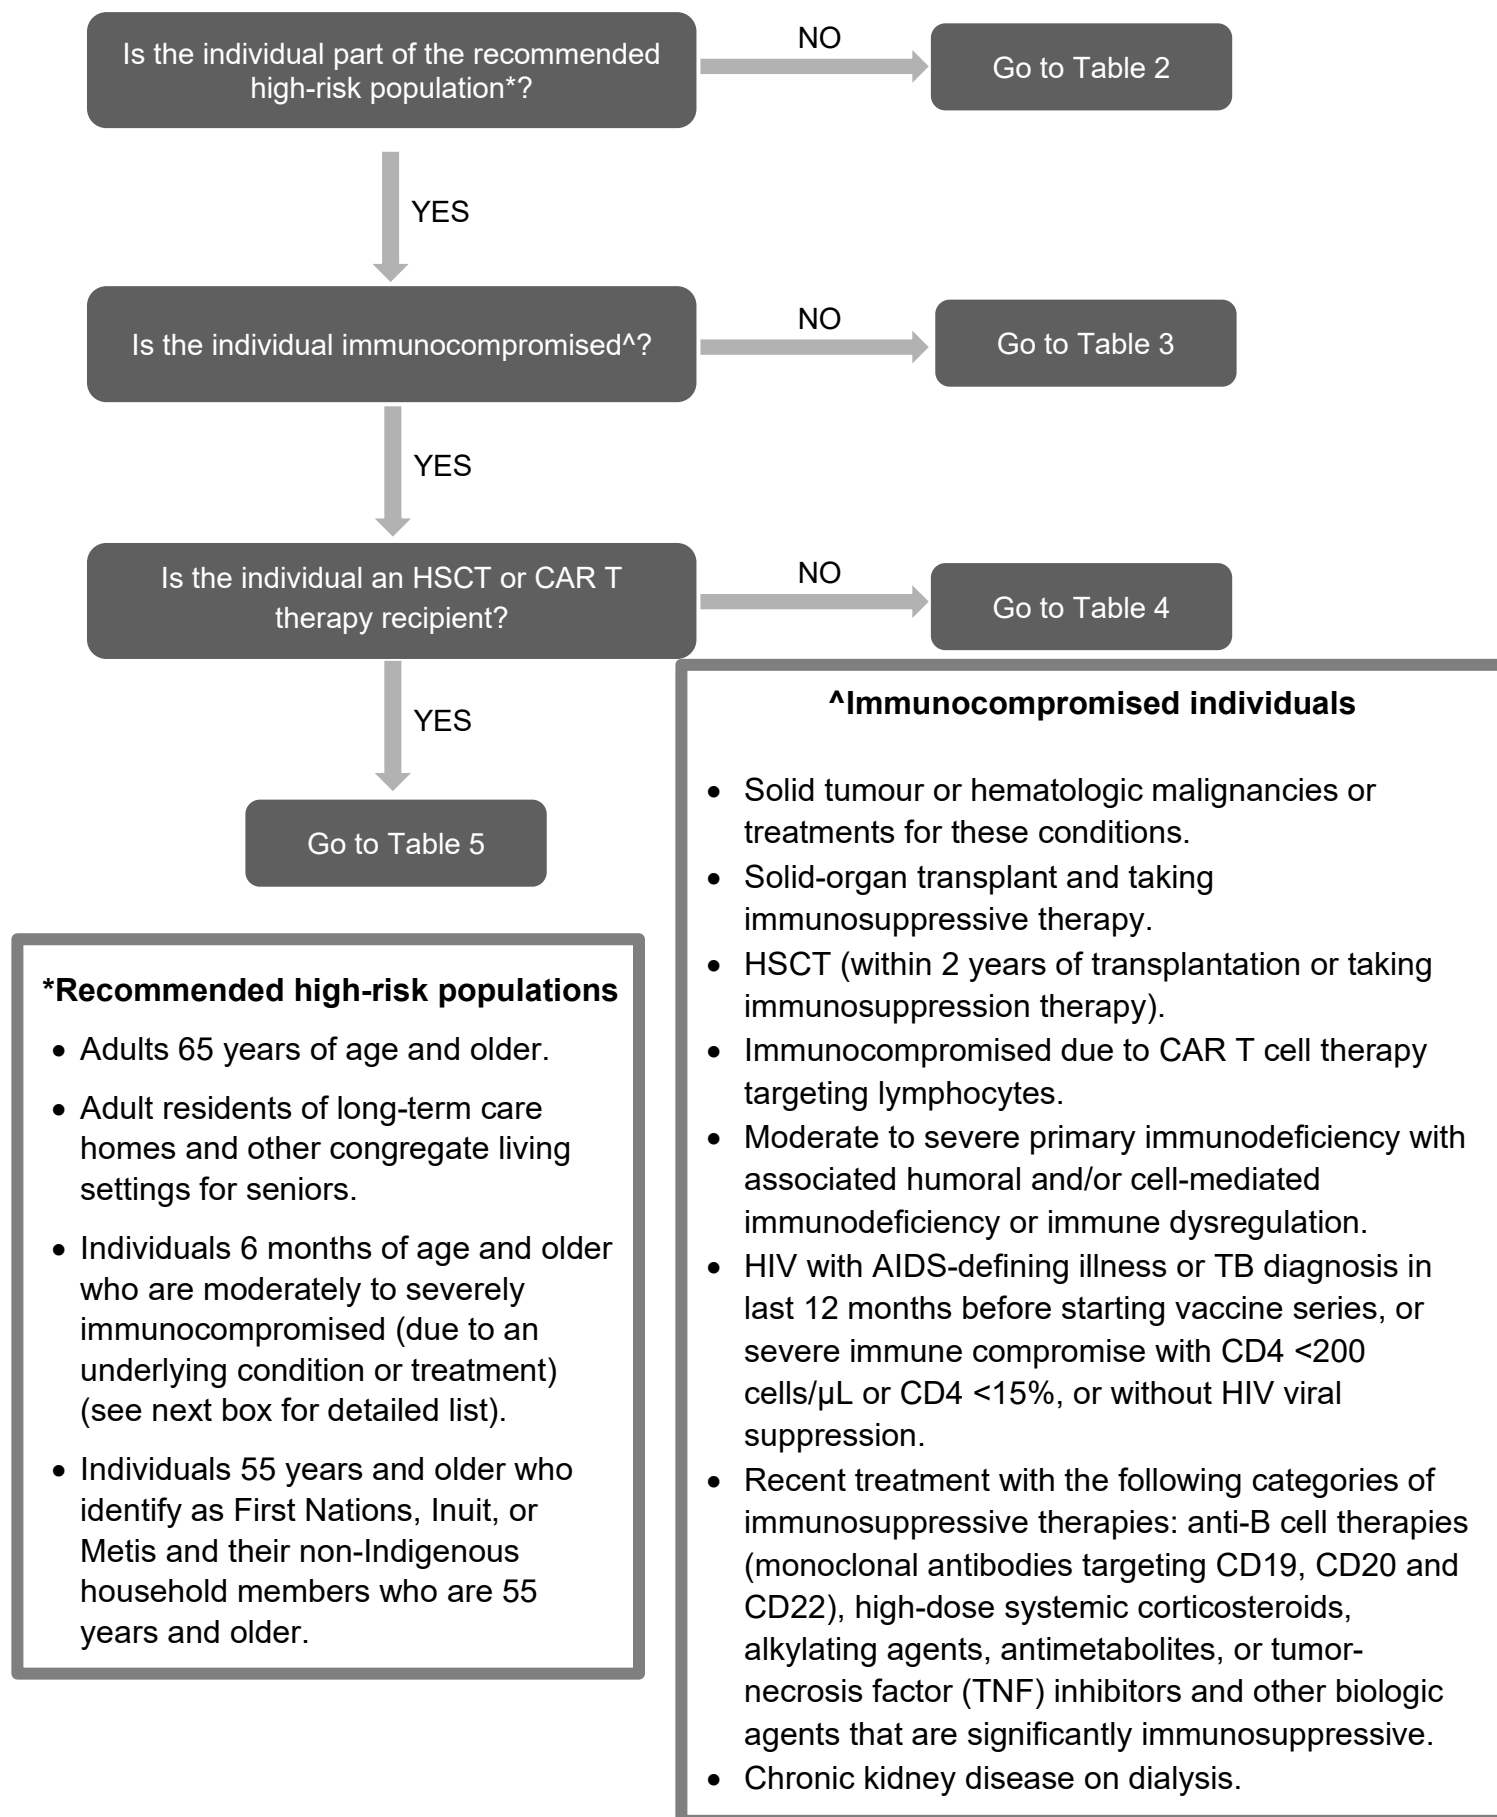 Is the individual part of the recommended
high-risk population*?
NO
Go to Table 2
YES
Is the individual immunocompromised^?
NO
Go to Table 3
YES
Is the individual an HSCT or CAR T
therapy recipient?
NO
Go to Table 4
YES
Go to Table 5
*Recommended high-risk populations
• Adults 65 years of age and older.
• Adult residents of long-term care
homes and other congregate living
settings for seniors.
• Individuals 6 months of age and older
who are moderately to severely
immunocompromised (due to an
underlying condition or treatment)
(see next box for detailed list).
• Individuals 55 years and older who
identify as First Nations, Inuit, or
Metis and their non-Indigenous
household members who are 55
years and older.
^Immunocompromised individuals
• Solid tumour or hematologic malignancies or
treatments for these conditions.
• Solid-organ transplant and taking
immunosuppressive therapy.
• HSCT (within 2 years of transplantation or taking
immunosuppression therapy).
• Immunocompromised due to CAR T cell therapy
targeting lymphocytes.
• Moderate to severe primary immunodeficiency with
associated humoral and/or cell-mediated
immunodeficiency or immune dysregulation.
• HIV with AIDS-defining illness or TB diagnosis in
last 12 months before starting vaccine series, or
severe immune compromise with CD4 <200
cells/µL or CD4 <15%, or without HIV viral
suppression.
• Recent treatment with the following categories of
immunosuppressive therapies: anti-B cell therapies
(monoclonal antibodies targeting CD19, CD20 and
CD22), high-dose systemic corticosteroids,
alkylating agents, antimetabolites, or tumor-
necrosis factor (TNF) inhibitors and other biologic
agents that are significantly immunosuppressive.
• Chronic kidney disease on dialysis.